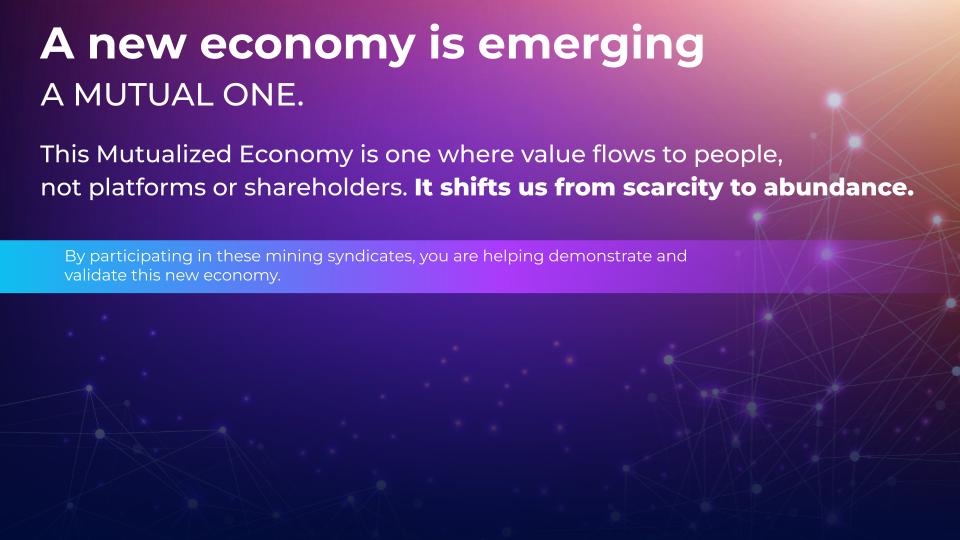 A new economy is emerging
A MUTUAL ONE.
This Mutualized Economy is one where value flows to people,
not platforms or shareholders. It shifts us from scarcity to abundance.
By participating in these mining syndicates, you are helping demonstrate and
validate this new economy.